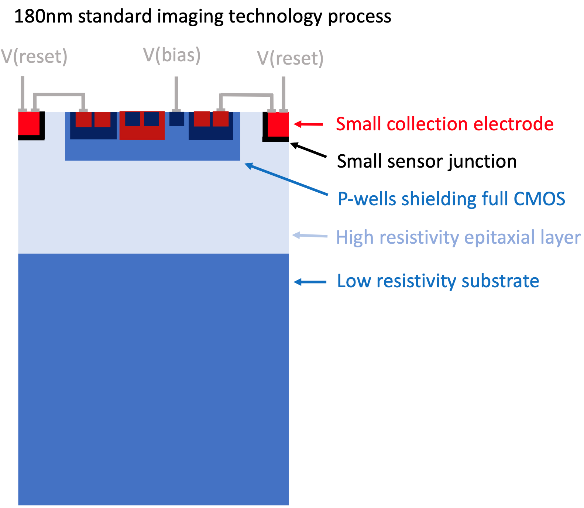 180nm standard imaging technology process
V(reset) V(bias) V(reset)
Small collection electrode
Small sensor junction
P-wells shielding full CMOS
High resistivity epitaxial layer
Low resistivity substrate